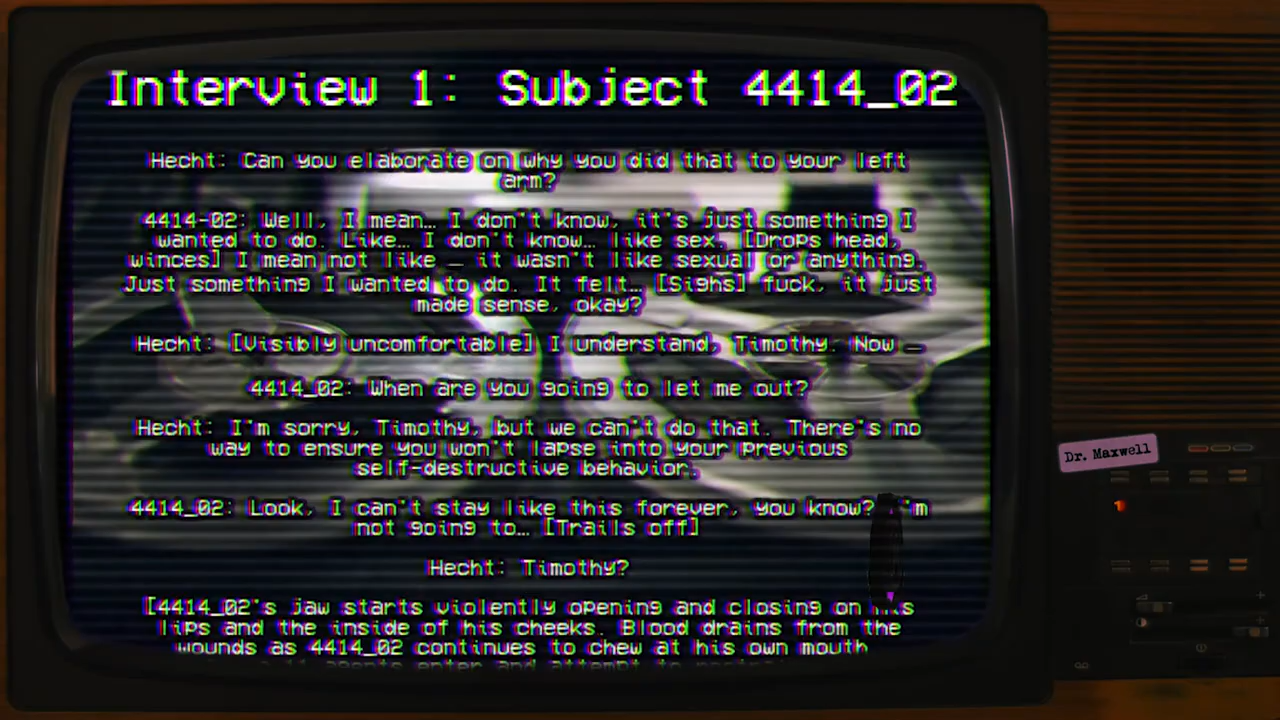 Interview 1: Subject 4414_02
Hecht: Can you elaborate on why you did that to your left
arm?
4414-02: Well, I mean… I don't know, it's just something I
wanted to do. Like… I don't know… like sex. [Drops head,
winces] I mean not like — it wasn't like sexual or anything.
Just something I wanted to do. It felt… [Sighs] fuck, it just
made sense, okay?
Hecht: [Visibly uncomfortable] I understand, Timothy. Now —
4414_02: When are you going to let me out?
Hecht: I'm sorry, Timothy, but we can't do that. There's no
way to ensure you won't lapse into your previous
self-destructive behavior.
4414_02: Look, I can't stay like this forever, you know? I'm
not going to… [Trails off]
Hecht: Timothy?
[4414_02's jaw starts violently opening and closing on his
lips and the inside of his cheeks. Blood drains from the
wounds as 4414_02 continues to chew at his own mouth
agents enter and attempt to
Dr. Maxwell